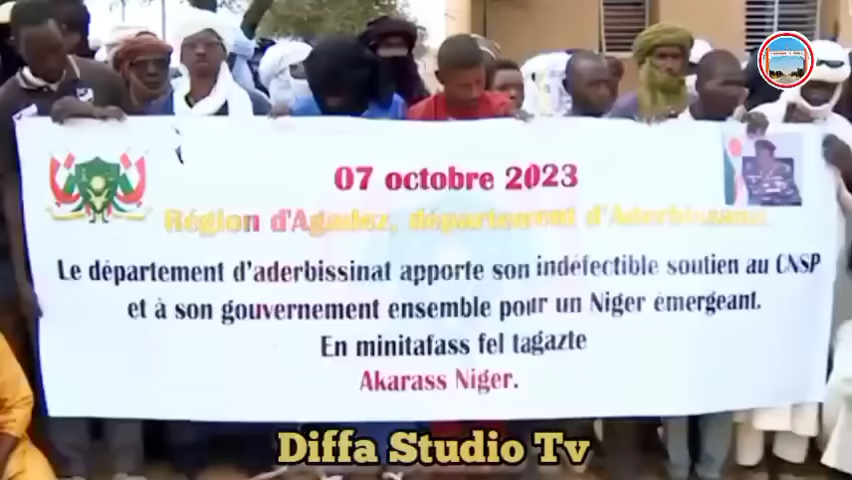 07 octobre 2023
Région d'Agadez, département d'Aderbissanat
Le département d'aderbissinat apporte son indéfectible soutien au CNSP
et à son gouvernement ensemble pour un Niger émergeant.
En minitafass fel tagazte
Akarass Niger.
Diffa Studio Tv